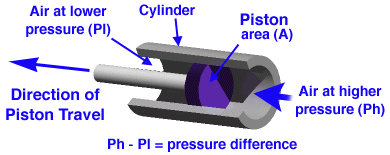 Air at lower
pressure (Pl)
Cylinder
Piston
area (A)
Direction of
Piston Travel
Air at higher
pressure (Ph)
Ph - Pl = pressure difference